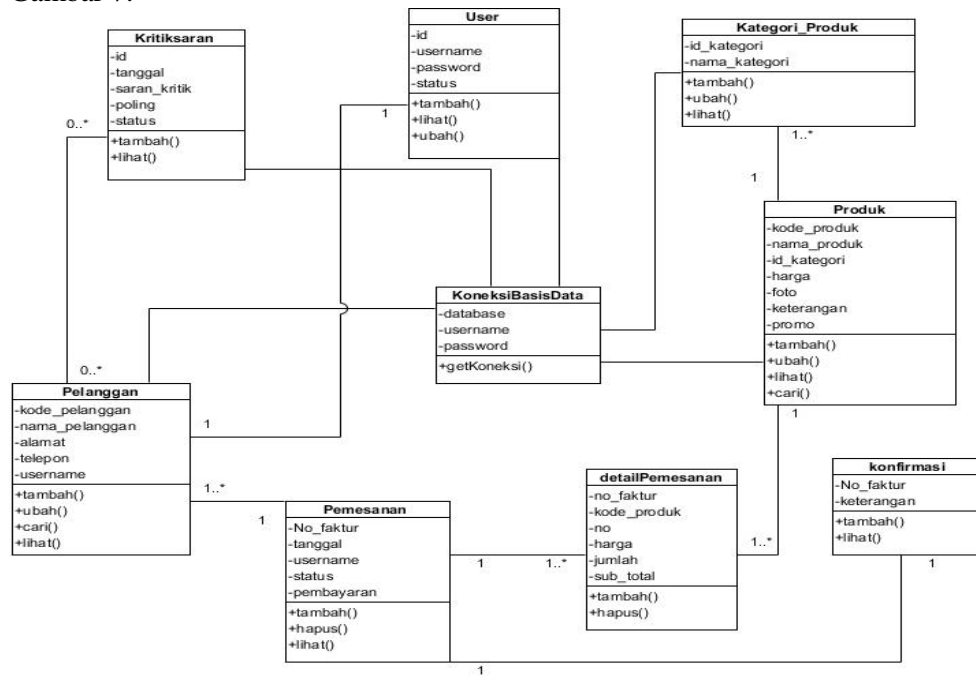 Gambar 7.
Kritiksaran
-id
-tanggal
-saran_kritik
-poling
-status
+tambah()
+lihat()
0..*
0..*
User
-id
-username
-password
-status
+tambah()
+lihat()
+ubah()
1
1
Kategori_Produk
-id_kategori
-nama_kategori
+tambah()
+ubah()
+lihat()
1..*
1
Produk
-kode_produk
-nama_produk
-id_kategori
-harga
-foto
-keterangan
-promo
+tambah()
+ubah()
+lihat()
+cari()
1
KoneksiBasisData
-database
-username
-password
+getKoneksi()
Pelanggan
-kode_pelanggan
-nama_pelanggan
-alamat
-telepon
-username
+tambah()
+ubah()
+cari()
+lihat()
1..*
1
Pemesanan
-No_faktur
-tanggal
-username
-status
-pembayaran
+tambah()
+hapus()
+lihat()
1
1..*
detailPemesanan
-no_faktur
-kode_produk
-no
-harga
-jumlah
-sub_total
+tambah()
+hapus()
1..*
konfirmasi
-No_faktur
-keterangan
+tambah()
+lihat()
1
1